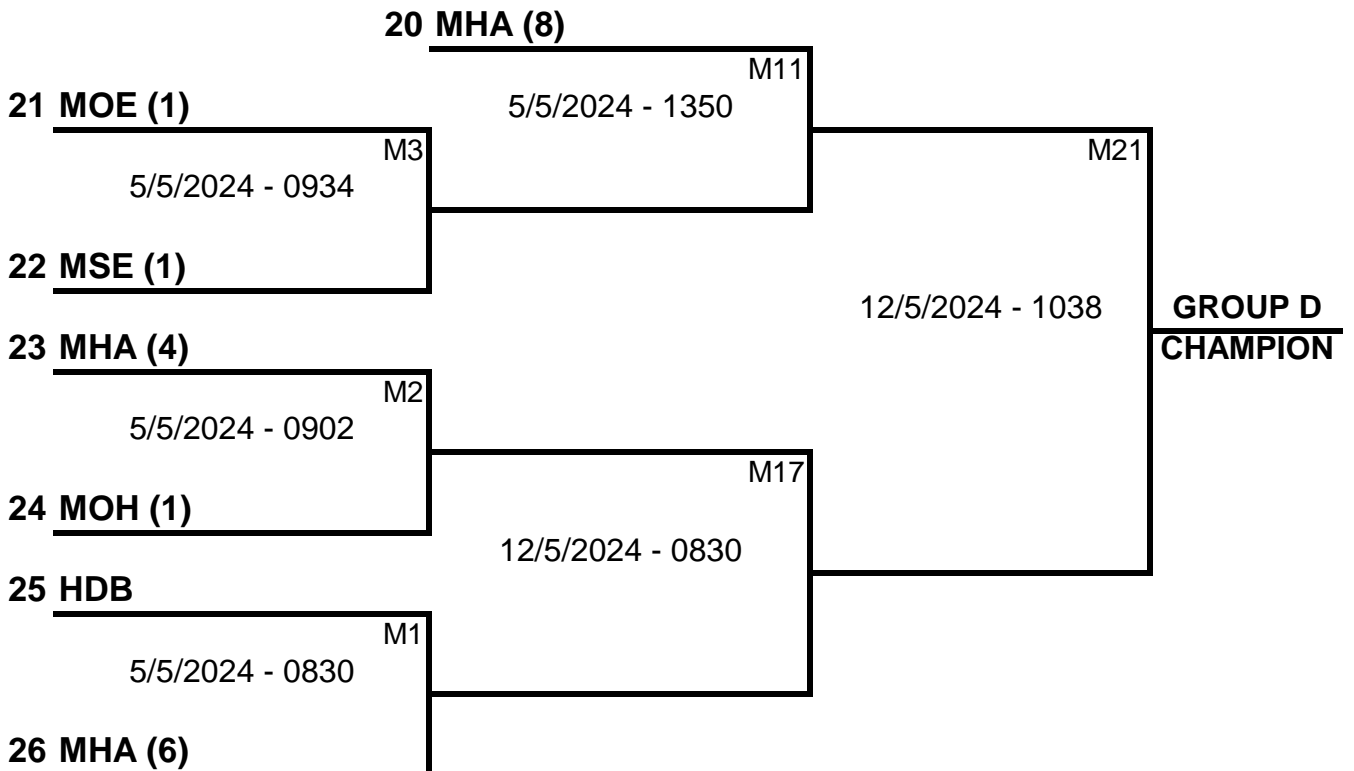 20 MHA (8)
M11
21 MOE (1)
5/5/2024 - 1350
M3
M21
5/5/2024 - 0934
22 MSE (1)
12/5/2024 - 1038
GROUP D
CHAMPION
23 MHA (4)
M2
5/5/2024 - 0902
M17
24 MOH (1)
12/5/2024 - 0830
25 HDB
M1
5/5/2024 - 0830
26 MHA (6)